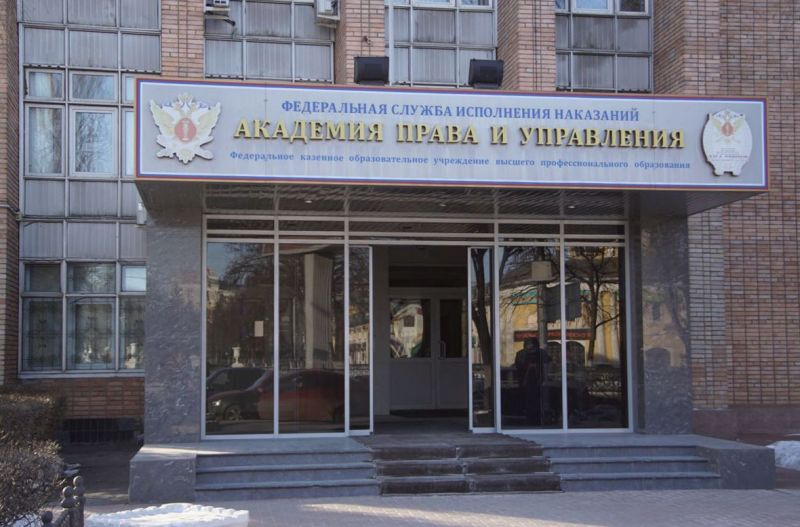 ФЕДЕРАЛЬНАЯ СЛУЖБА ИСПОЛНЕНИЯ НАКАЗАНИЙ
АКАДЕМИЯ ПРАВА И УПРАВЛЕНИЯ
Федеральное казенное образовательное учреждение высшего профессионального образования